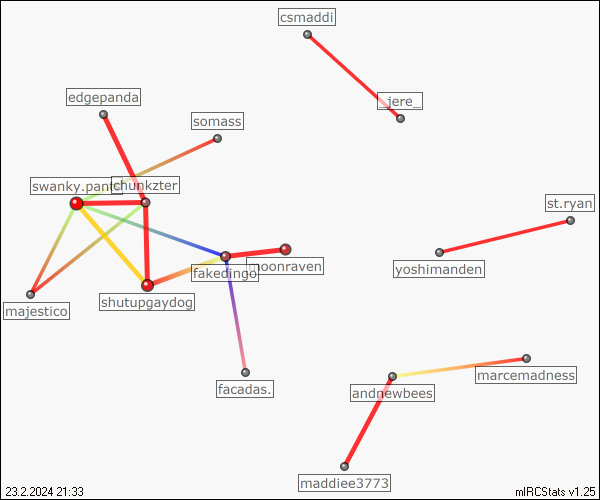 csmaddi
_jere_
edgepanda
somass
swanky.pants
chunkzter
st.ryan
yoshimanden
moonraven
fakedingo
shutupgaydog
majestico
facadas.
marcemadness
andnewbees
maddiee3773
23.2.2024 21:33
mIRCStats v1.25